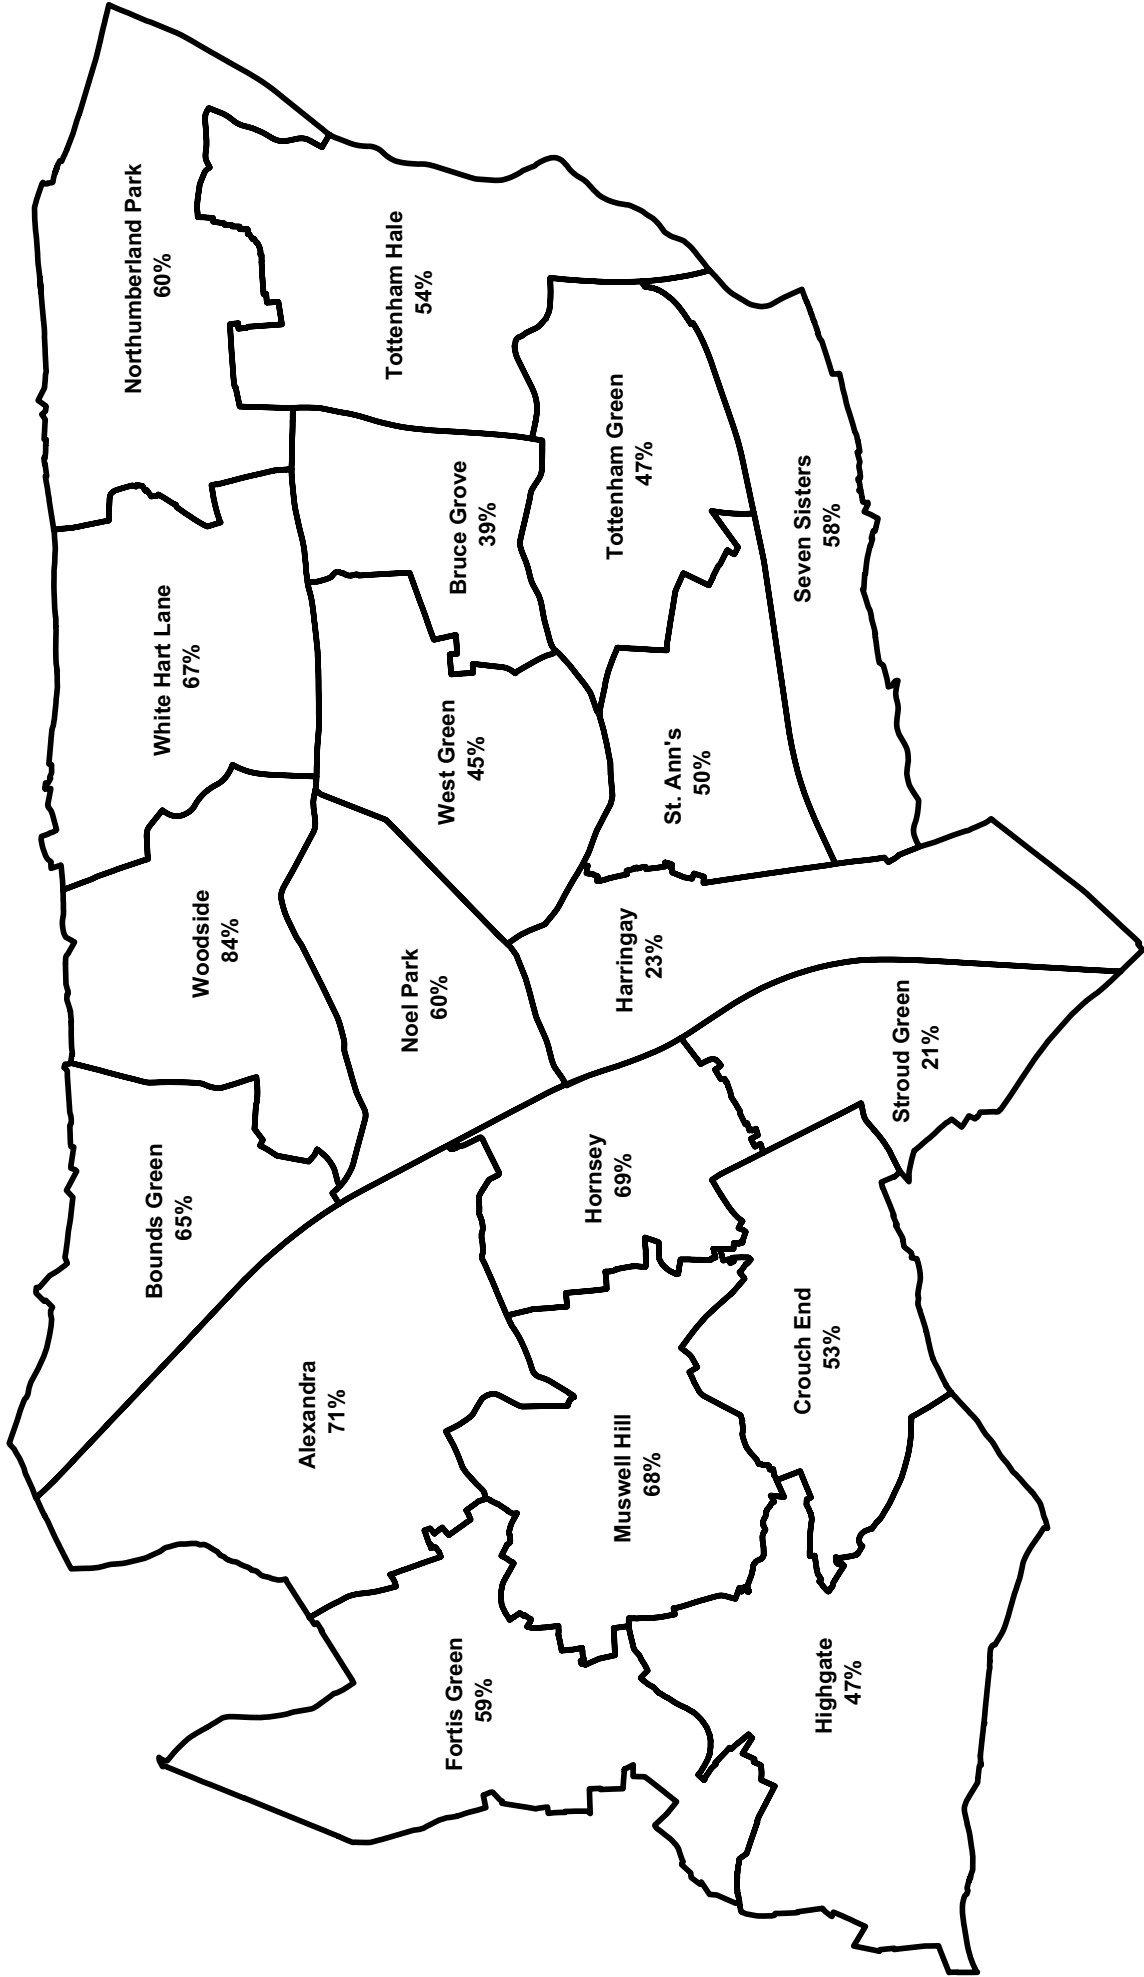 Northumberland Park
60%
Tottenham Hale
54%
White Hart Lane
67%
Bruce Grove
39%
Tottenham Green
47%
Seven Sisters
58%
West Green
45%
St. Ann's
50%
Woodside
84%
Noel Park
60%
Harringay
23%
Stroud Green
21%
Bounds Green
65%
Hornsey
69%
Alexandra
71%
Crouch End
53%
Muswell Hill
68%
Fortis Green
59%
Highgate
47%